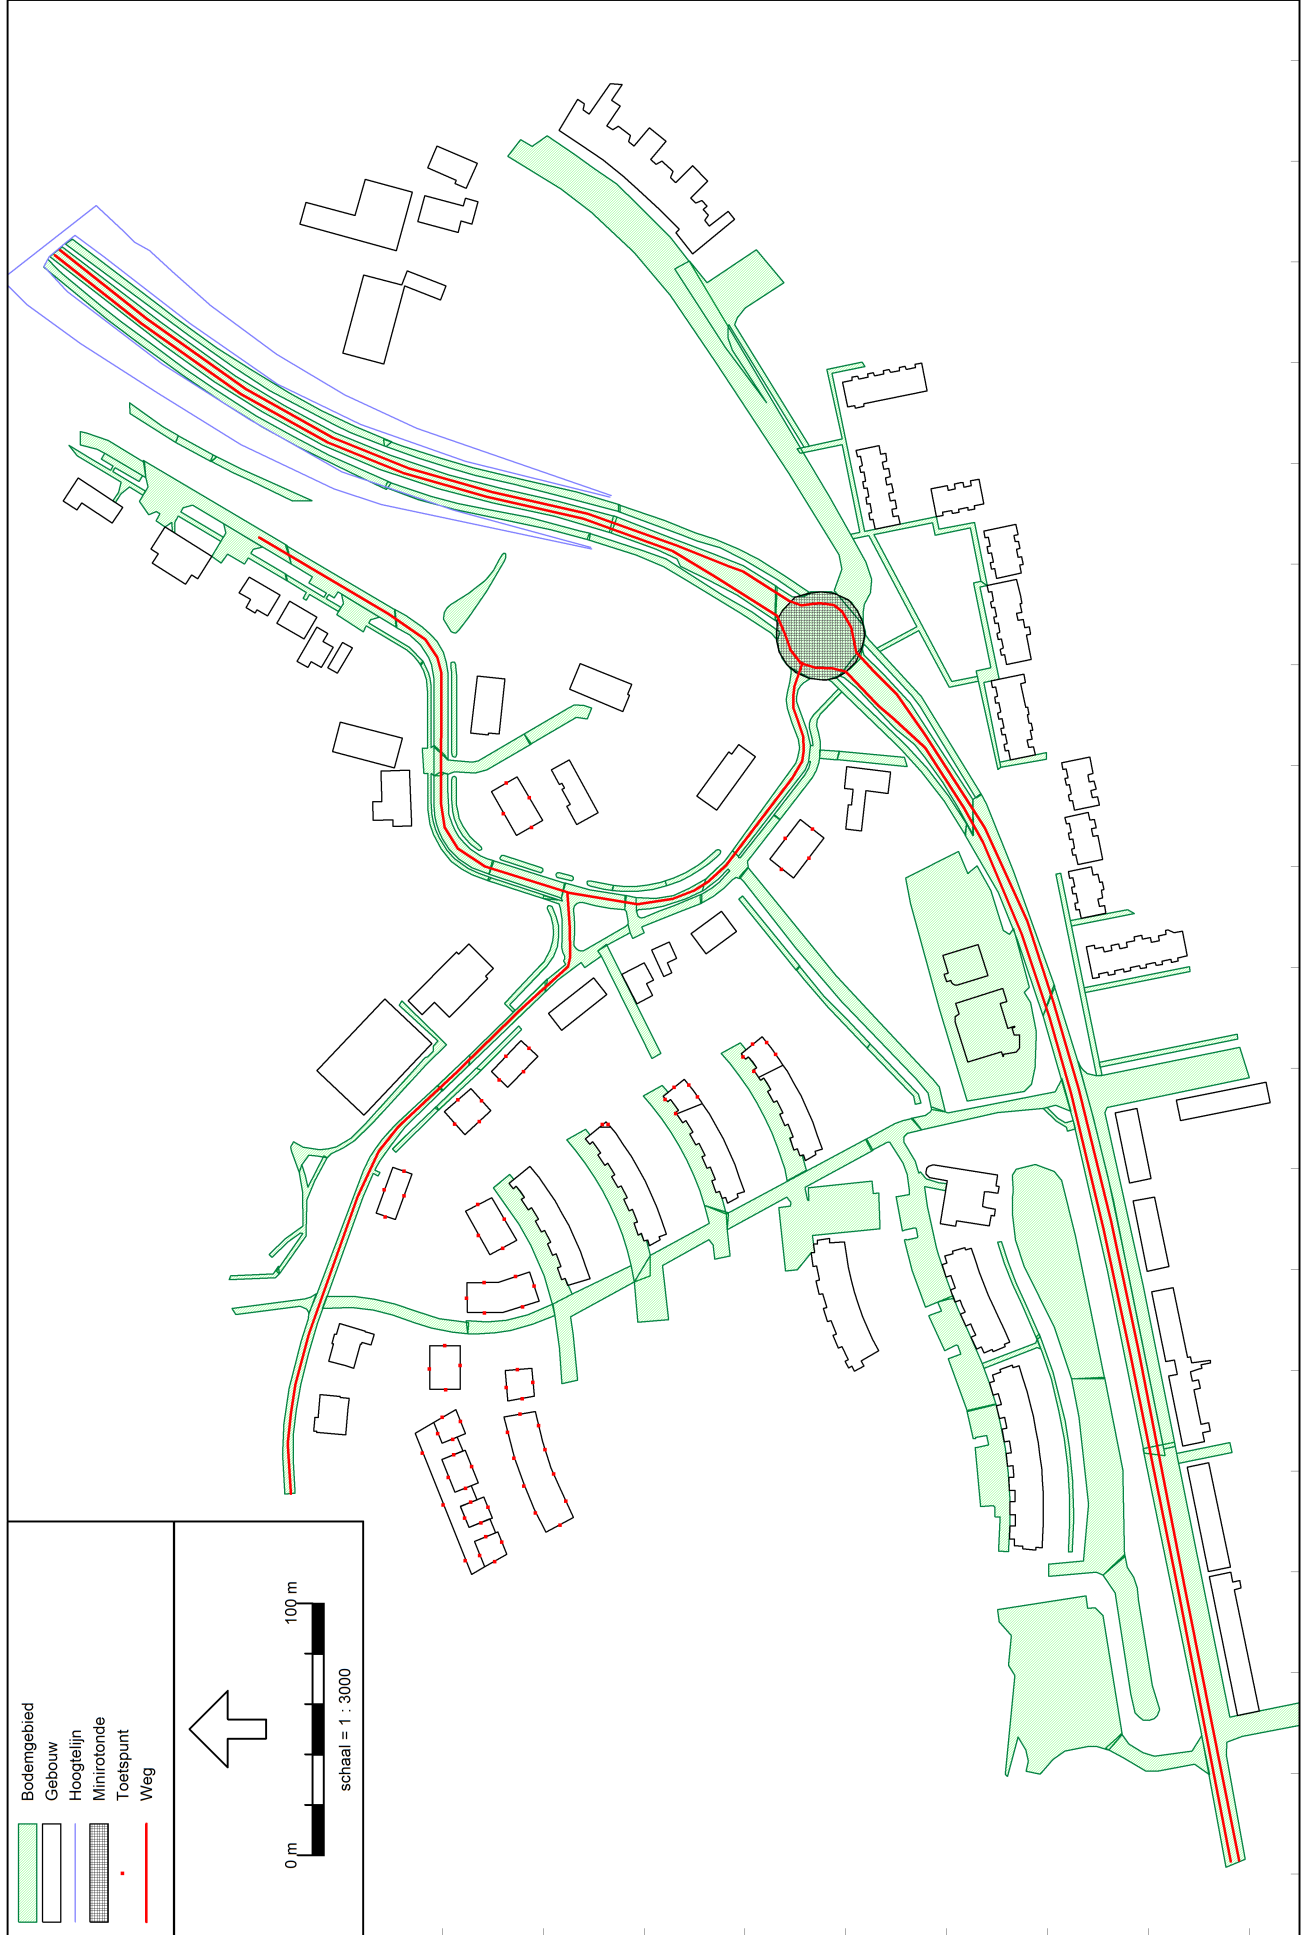 Bodemgebied
Gebouw
Hoogtelijn
Minirotonde
Toetspunt
Weg
0 m
100 m
schaal = 1 : 3000